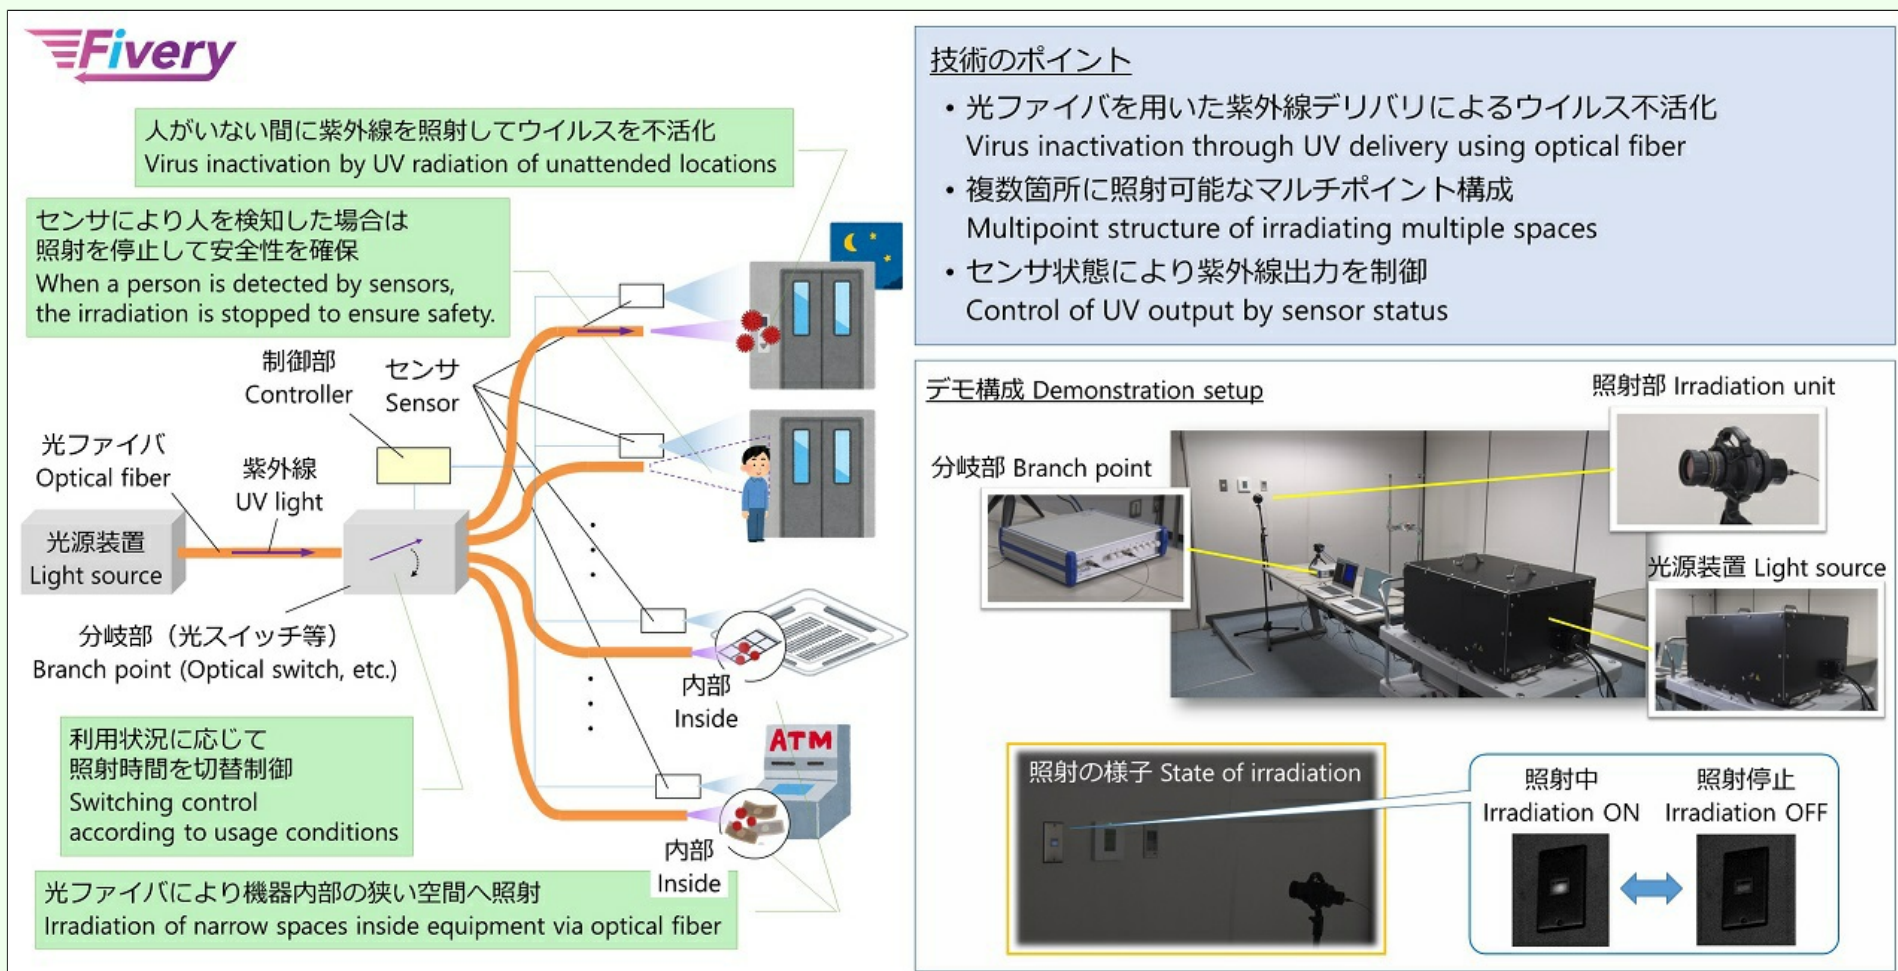 Fivery
人がいない間に紫外線を照射してウイルスを不活化
Virus inactivation by UV radiation of unattended locations
センサにより人を検知した場合は
照射を停止して安全性を確保
When a person is detected by sensors,
the irradiation is stopped to ensure safety.
制御部
Controller
センサ
Sensor
光ファイバ
Optical fiber
紫外線
UV light
光源装置
Light source
分岐部（光スイッチ等）
Branch point (Optical switch, etc.)
利用状況に応じて
照射時間を切替制御
Switching control
according to usage conditions
内部
Inside
ATM
内部
Inside
光ファイバにより機器内部の狭い空間へ照射
Irradiation of narrow spaces inside equipment via optical fiber
技術のポイント
• 光ファイバを用いた紫外線デリバリによるウイルス不活化
Virus inactivation through UV delivery using optical fiber
• 複数箇所に照射可能なマルチポイント構成
Multipoint structure of irradiating multiple spaces
• センサ状態により紫外線出力を制御
Control of UV output by sensor status
デモ構成 Demonstration setup
照射部 Irradiation unit
分岐部 Branch point
光源装置 Light source
照射の様子 State of irradiation
照射中
Irradiation ON
照射停止
Irradiation OFF